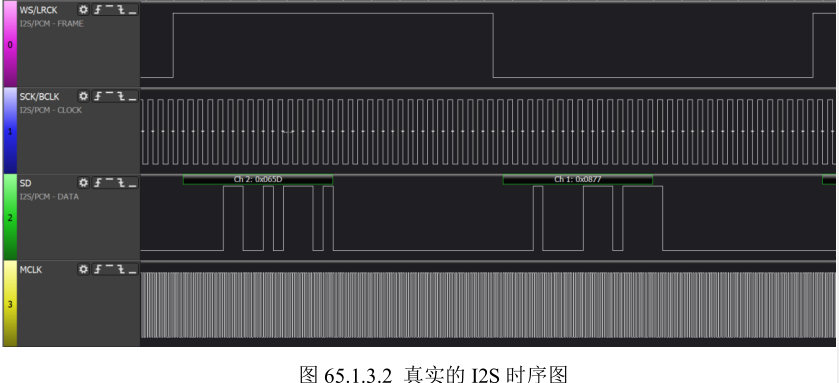 WS/LRCK
I2S/PCM - FRAME
0
SCK/BCLK
I2S/PCM - CLOCK
1
SD
I2S/PCM - DATA
2
Ch 2: 0x065D
Ch 1: 0x0877
MCLK
3
图 65.1.3.2 真实的 I2S 时序图